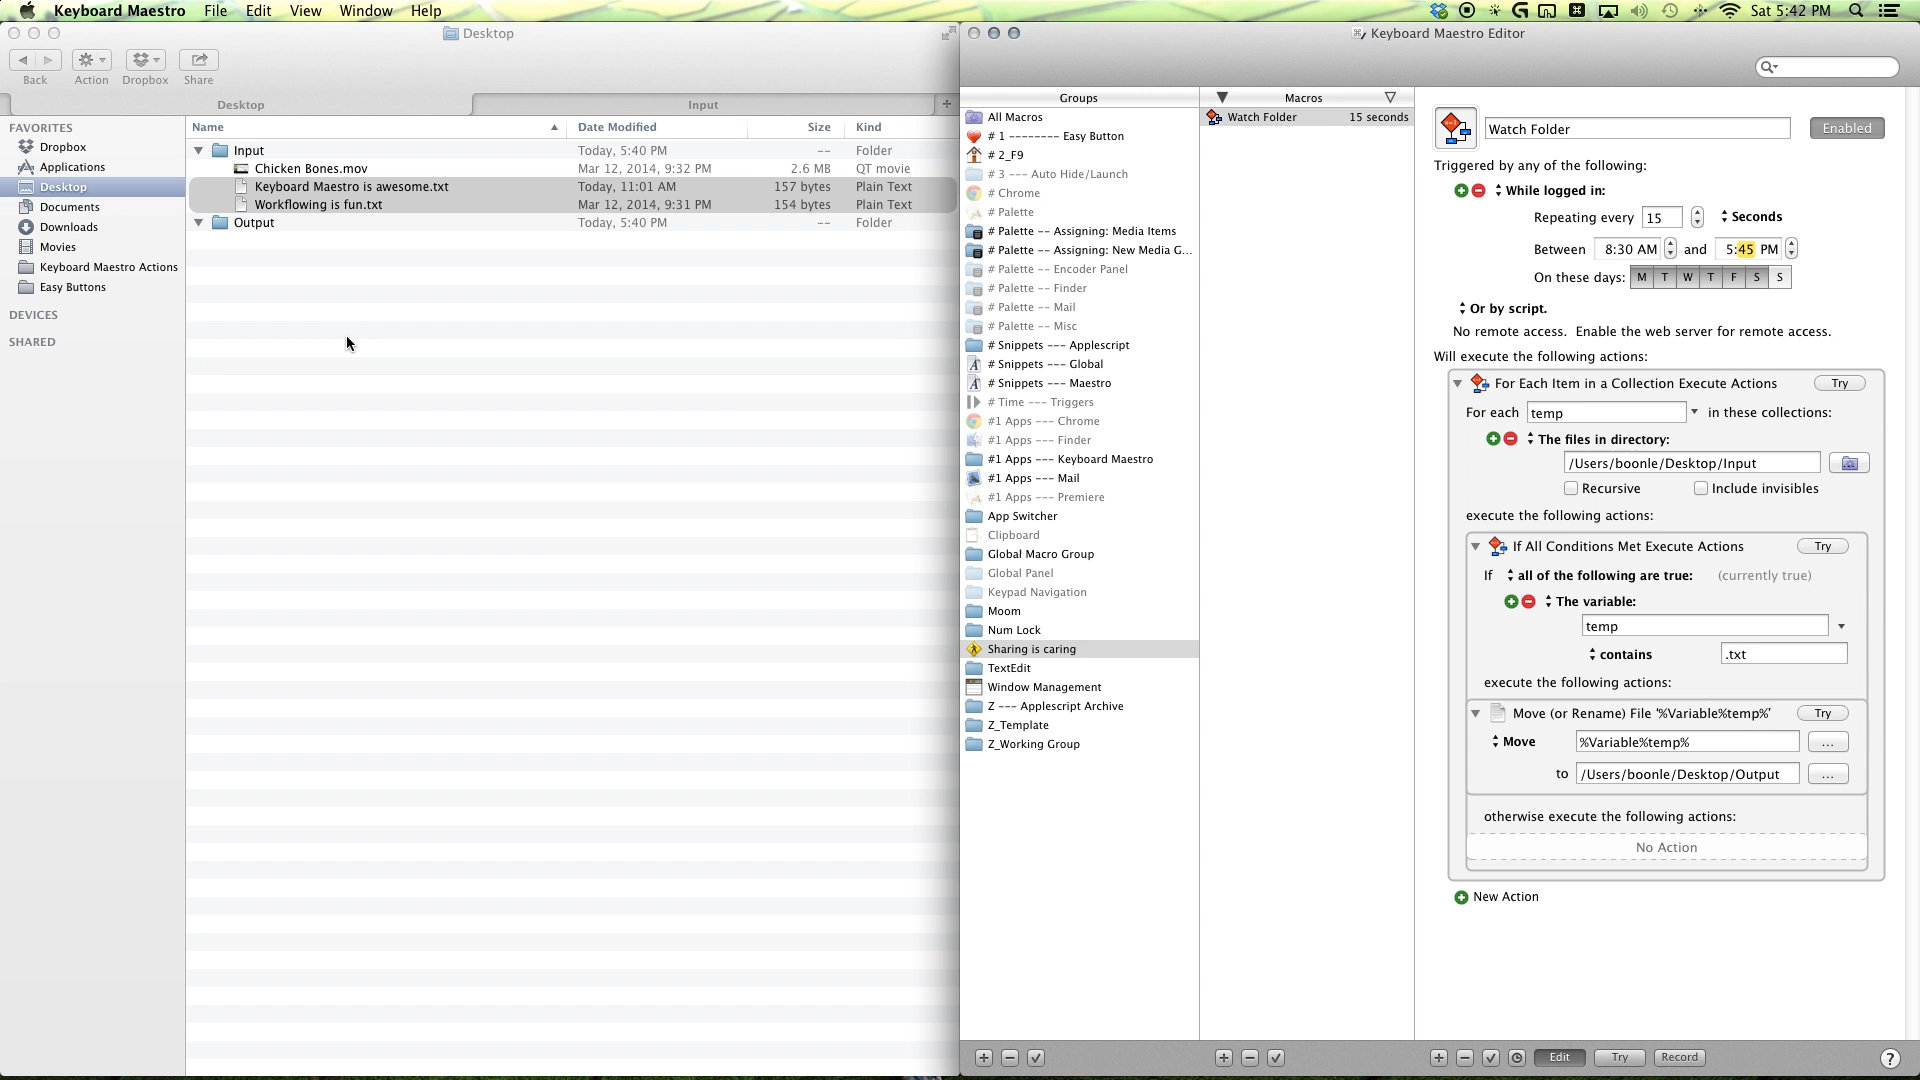 Keyboard Maestro File Edit View Window Help
Sat 5:42 PM
Desktop
Back Action Dropbox Share
Desktop Input
FAVORITES
Dropbox
Applications
Desktop
Documents
Downloads
Movies
Keyboard Maestro Actions
Easy Buttons
DEVICES
SHARED
Name Date Modified Size Kind
Input Today, 5:40 PM -- Folder
Chicken Bones.mov Mar 12, 2014, 9:32 PM 2.6 MB QT movie
Keyboard Maestro is awesome.txt Today, 11:01 AM 157 bytes Plain Text
Workflowing is fun.txt Mar 12, 2014, 9:31 PM 154 bytes Plain Text
Output Today, 5:40 PM -- Folder
Keyboard Maestro Editor
Groups
All Macros
# 1 -------- Easy Button
# 2_F9
# 3 --- Auto Hide/Launch
# Chrome
# Palette
# Palette -- Assigning: Media Items
# Palette -- Assigning: New Media G...
# Palette -- Encoder Panel
# Palette -- Finder
# Palette -- Mail
# Palette -- Misc
# Snippets --- Applescript
# Snippets --- Global
# Snippets --- Maestro
# Time --- Triggers
#1 Apps --- Chrome
#1 Apps --- Finder
#1 Apps --- Keyboard Maestro
#1 Apps --- Mail
#1 Apps --- Premiere
App Switcher
Clipboard
Global Macro Group
Global Panel
Keypad Navigation
Moom
Num Lock
Sharing is caring
TextEdit
Window Management
Z --- Applescript Archive
Z_Template
Z_Working Group
Macros
Watch Folder 15 seconds
Watch Folder Enabled
Triggered by any of the following:
While logged in:
Repeating every 15 Seconds
Between 8:30 AM and 5:45 PM
On these days: M T W T F S S
Or by script.
No remote access. Enable the web server for remote access.
Will execute the following actions:
For Each Item in a Collection Execute Actions Try
For each temp in these collections:
The files in directory:
/Users/boonle/Desktop/Input
Recursive Include invisibles
execute the following actions:
If All Conditions Met Execute Actions Try
If all of the following are true: (currently true)
The variable:
temp
contains .txt
execute the following actions:
Move (or Rename) File '%Variable%temp%' Try
Move %Variable%temp% ...
to /Users/boonle/Desktop/Output ...
otherwise execute the following actions:
No Action
New Action
Edit Try Record ?